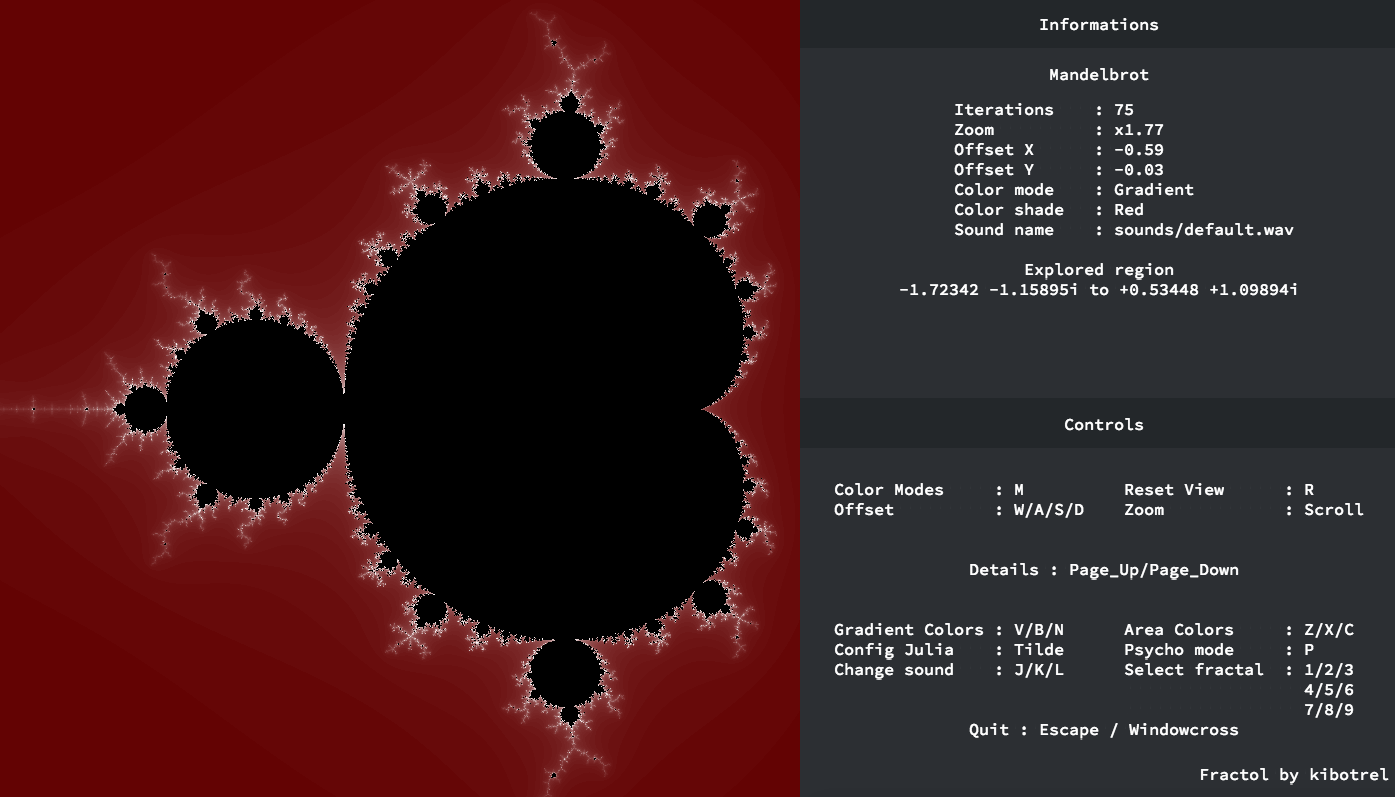 Informations
Mandelbrot
Iterations : 75
Zoom : x1.77
Offset X : -0.59
Offset Y : -0.03
Color mode : Gradient
Color shade : Red
Sound name : sounds/default.wav
Explored region
-1.72342 -1.15895i to +0.53448 +1.09894i
Controls
Color Modes : M Reset View : R
Offset : W/A/S/D Zoom : Scroll
Details : Page_Up/Page_Down
Gradient Colors : V/B/N Area Colors : Z/X/C
Config Julia : Tilde Psycho mode : P
Change sound : J/K/L Select fractal : 1/2/3
4/5/6
7/8/9
Quit : Escape / Windowcross
Fractol by kibotrel